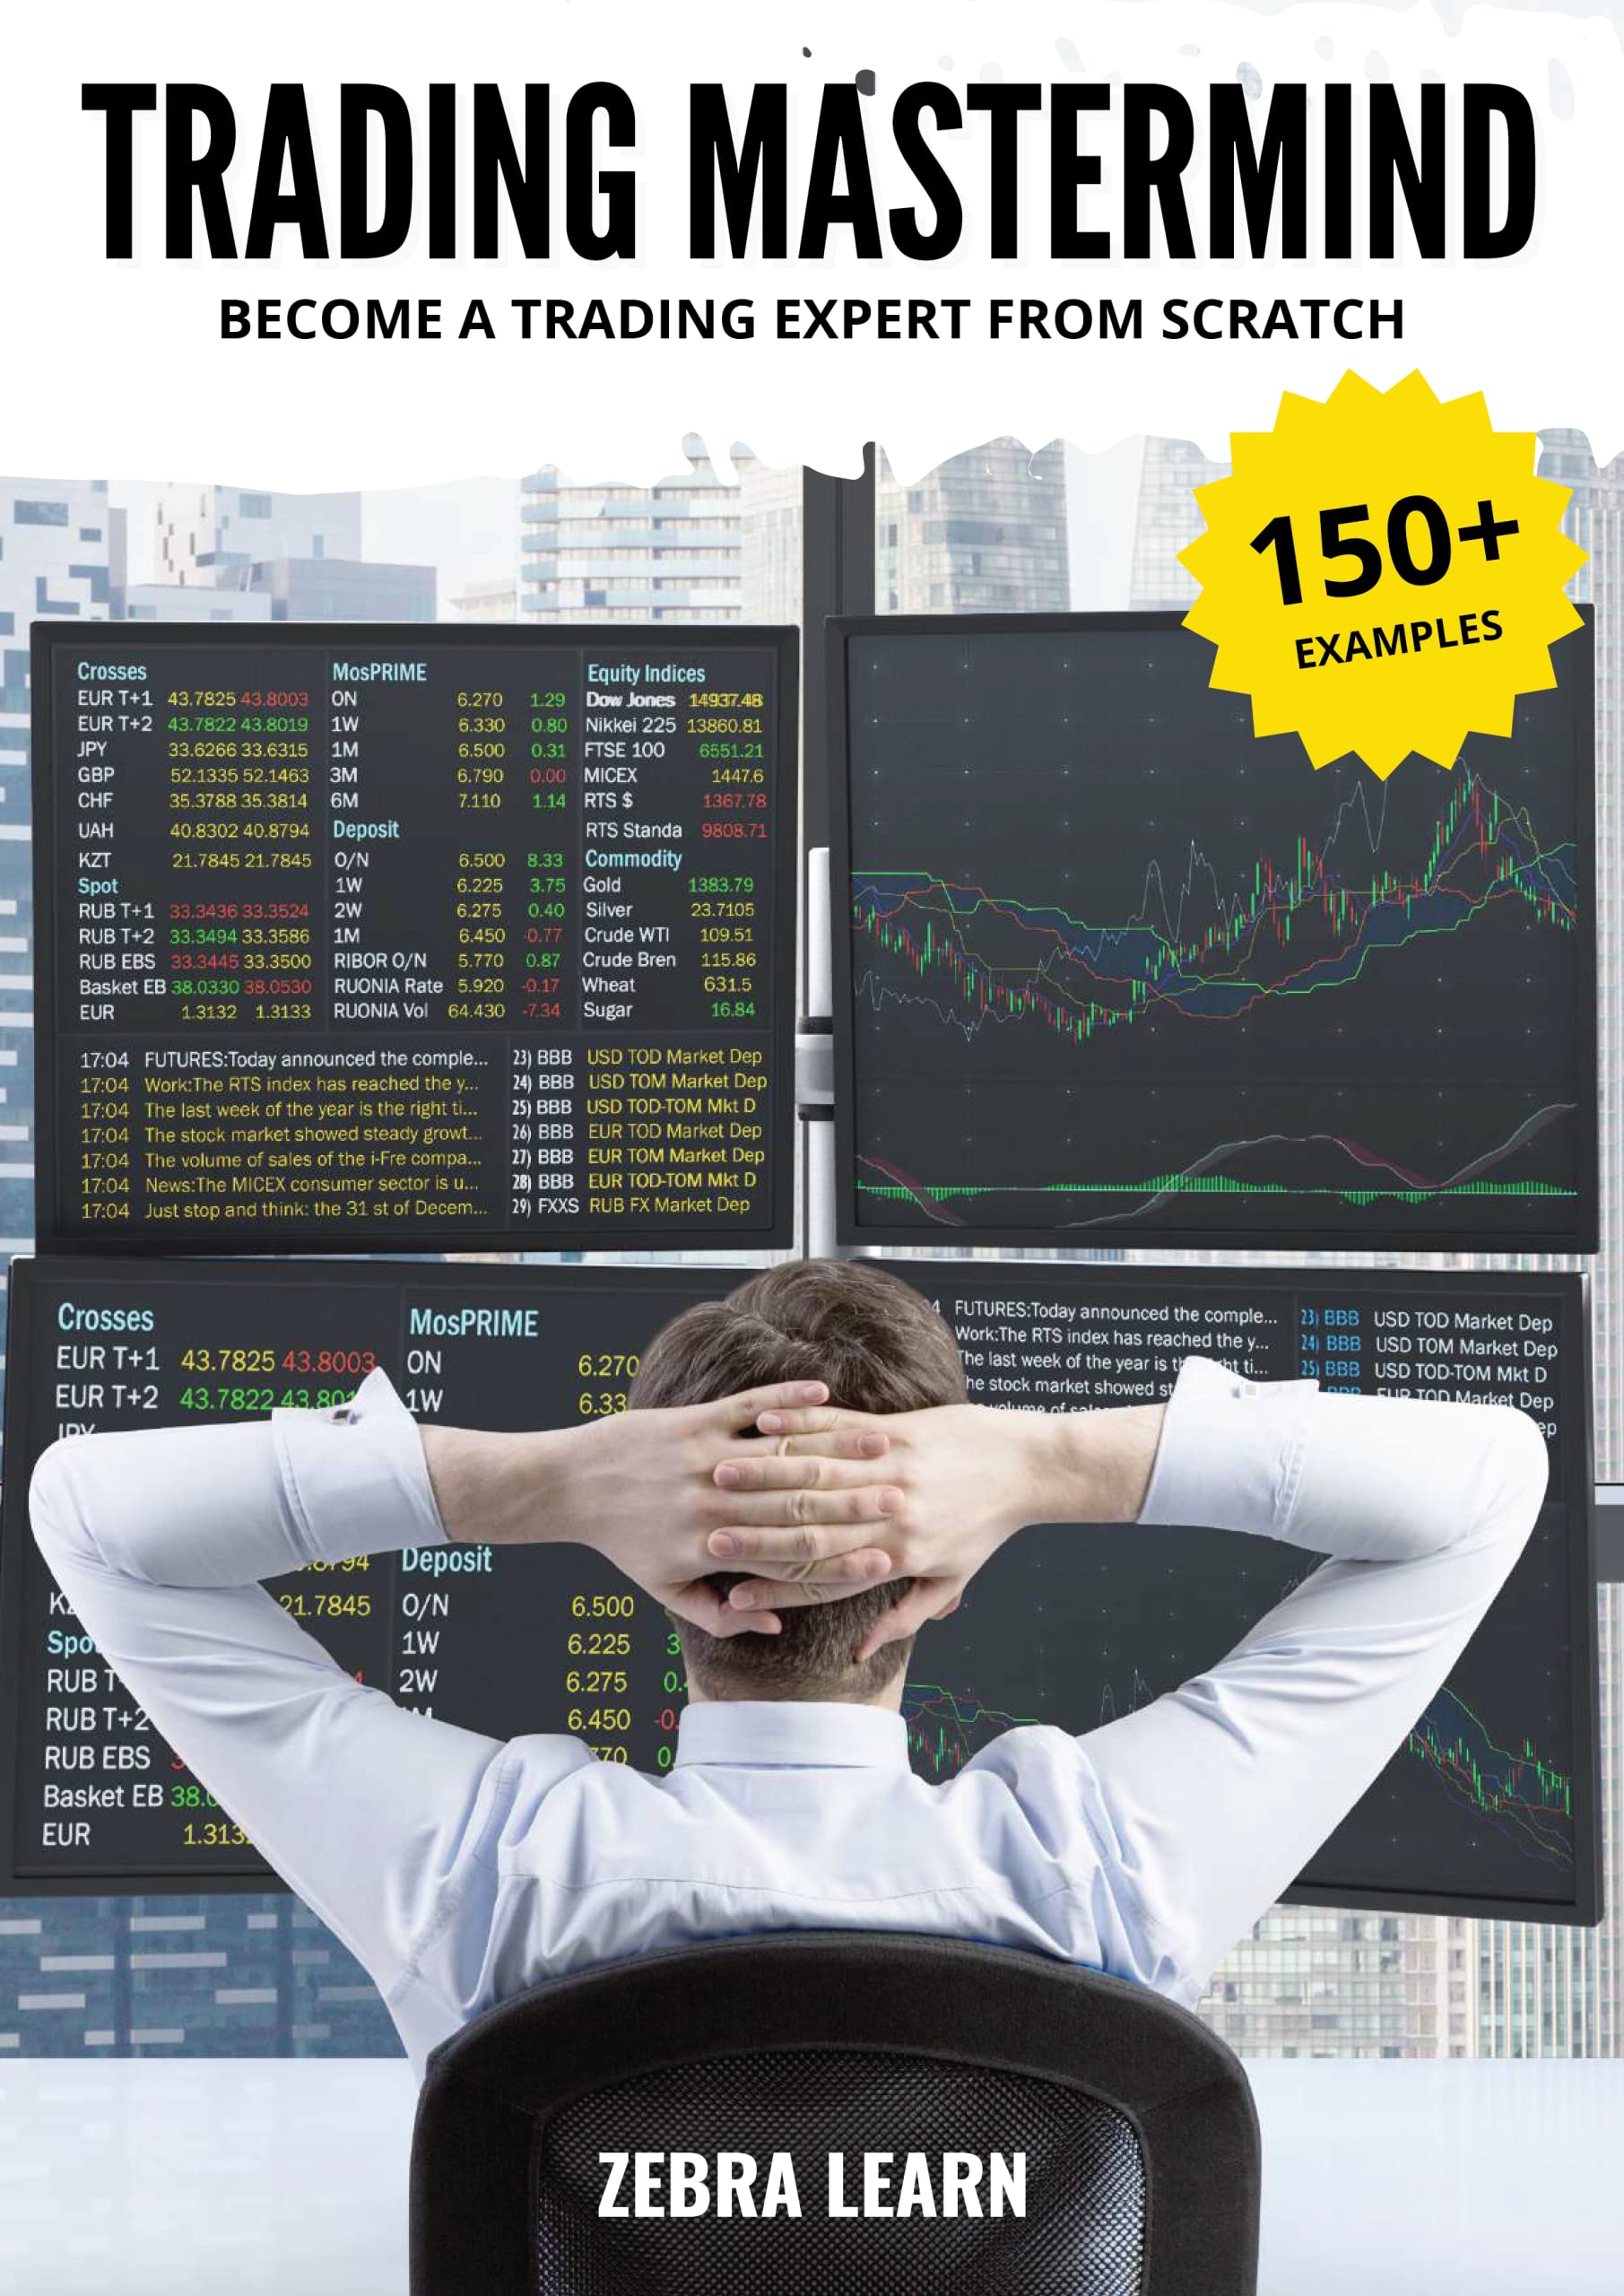 TRADING MASTERMIND
BECOME A TRADING EXPERT FROM SCRATCH
150+
EXAMPLES
Crosses MosPRIME Equity Indices
EUR T+1 43.7825 43.8003 ON 6.270 1.29 Dow Jones 14937.48
EUR T+2 43.7822 43.8019 1W 6.330 0.80 Nikkei 225 13860.81
JPY 33.6266 33.6315 1M 6.500 0.31 FTSE 100 6551.21
GBP 52.1335 52.1463 3M 6.790 0.00 MICEX 1447.6
CHF 35.3788 35.3814 6M 7.110 1.14 RTS $ 1367.78
UAH 40.8302 40.8794 Deposit RTS Standa 9808.71
KZT 21.7845 21.7845 O/N 6.500 8.33 Commodity
Spot 1W 6.225 3.75 Gold 1383.79
RUB T+1 33.3436 33.3524 2W 6.275 0.40 Silver 23.7105
RUB T+2 33.3494 33.3586 1M 6.450 -0.77 Crude WTI 109.51
RUB EBS 33.3445 33.3500 RIBOR O/N 5.770 0.87 Crude Bren 115.86
Basket EB 38.0330 38.0530 RUONIA Rate 5.920 -0.17 Wheat 631.5
EUR 1.3132 1.3133 RUONIA Vol 64.430 -7.34 Sugar 16.84
17:04 FUTURES:Today announced the comple... 23) BBB USD TOD Market Dep
17:04 Work:The RTS index has reached the y... 24) BBB USD TOM Market Dep
17:04 The last week of the year is the right ti... 25) BBB USD TOD-TOM Mkt D
17:04 The stock market showed steady growt... 26) BBB EUR TOD Market Dep
17:04 The volume of sales of the i-Fre compa... 27) BBB EUR TOM Market Dep
17:04 News:The MICEX consumer sector is u... 28) BBB EUR TOD-TOM Mkt D
17:04 Just stop and think: the 31 st of Decem... 29) FXXS RUB FX Market Dep
Crosses MosPRIME
EUR T+1 43.7825 43.8003 ON 6.270
EUR T+2 43.7822 43.801 1W 6.33
JPY
Deposit
21.7845 O/N 6.500
Spo 1W 6.225 3
RUB T 2W 6.275 0.
RUB T+2 6.450 -0.
RUB EBS 0
Basket EB 38.0
EUR 1.313
4 FUTURES:Today announced the comple... 23) BBB USD TOD Market Dep
Work:The RTS index has reached the y... 24) BBB USD TOM Market Dep
The last week of the year is ti... 25) BBB USD TOD-TOM Mkt D
he stock market showed st EUR TOD Market Dep
volume of ep
ZEBRA LEARN